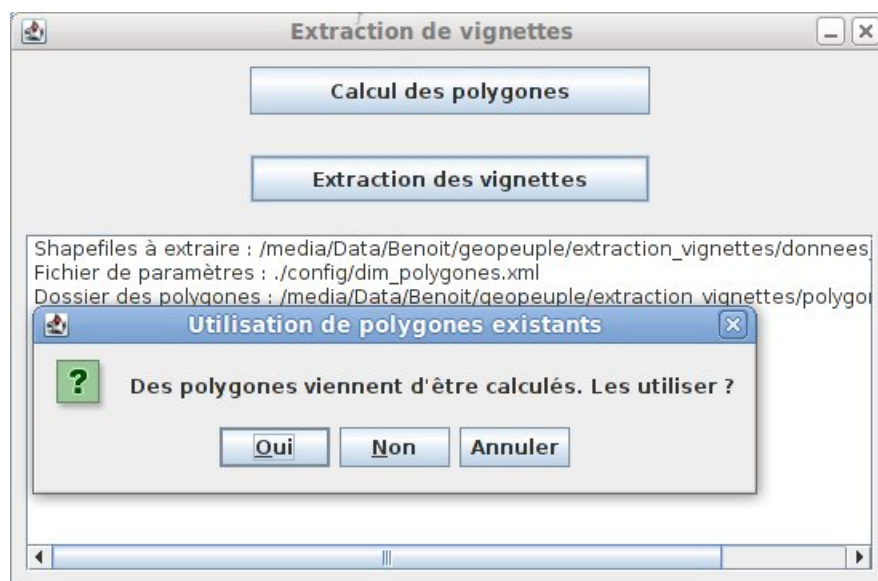 Extraction de vignettes
Calcul des polygones
Extraction des vignettes
Shapefiles à extraire : /media/Data/Benoit/geopeuple/extraction_vignettes/donnees_
Fichier de paramètres : ./config/dim_polygones.xml
Dossier des polygones : /media/Data/Benoit/geopeuple/extraction_vignettes/polygo
Utilisation de polygones existants
? Des polygones viennent d'être calculés. Les utiliser ?
Oui Non Annuler